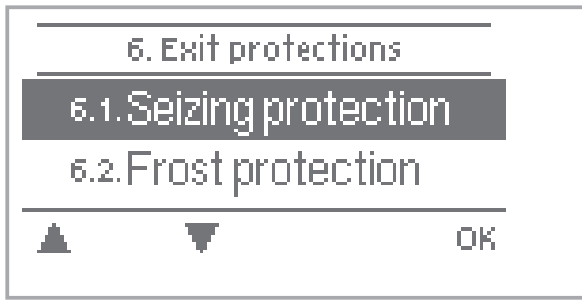 6. Exit protections
6.1.Seizing protection
6.2.Frost protection
OK